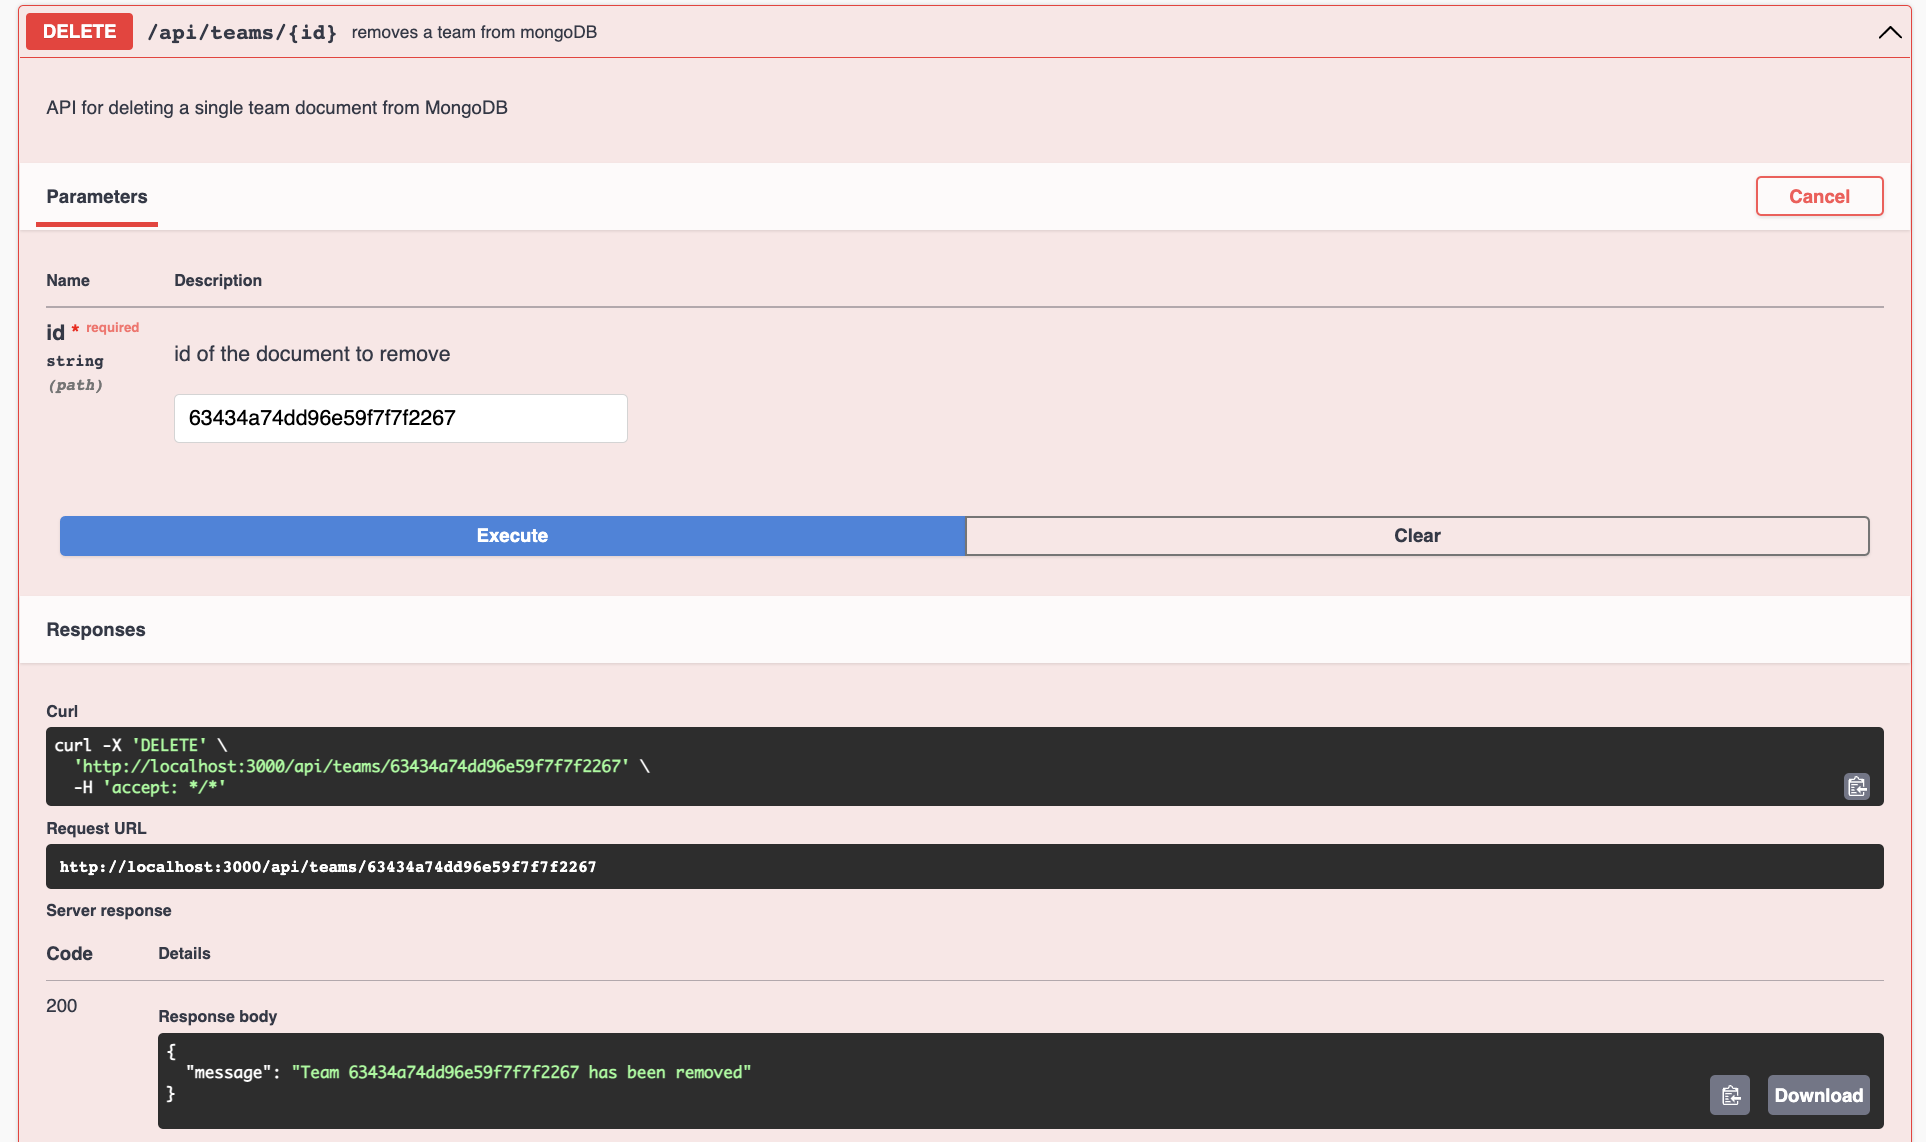 DELETE /api/teams/{id} removes a team from mongoDB
API for deleting a single team document from MongoDB
Parameters
Cancel
Name Description
id * required
string
(path)
id of the document to remove
63434a74dd96e59f7f7f2267
Execute Clear
Responses
Curl
curl -X 'DELETE' \
'http://localhost:3000/api/teams/63434a74dd96e59f7f7f2267' \
-H 'accept: */*'
Request URL
http://localhost:3000/api/teams/63434a74dd96e59f7f7f2267
Server response
Code Details
200
Response body
{
"message": "Team 63434a74dd96e59f7f7f2267 has been removed"
}
Download